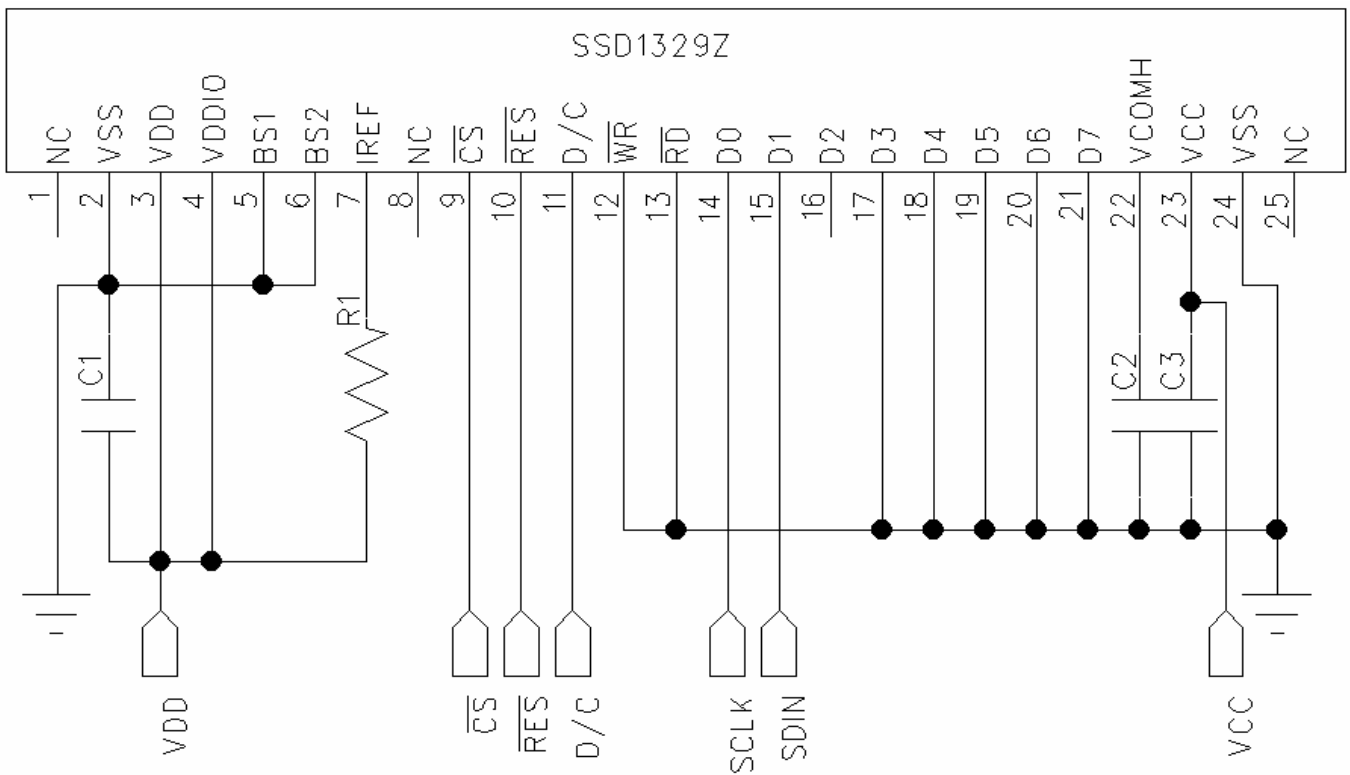 SSD1329Z
NC
VSS
VDD
VDDIO
BS1
BS2
IREF
NC
CS
RES
D/C
WR
RD
D0
D1
D2
D3
D4
D5
D6
D7
VCOMH
VCC
VSS
NC
1
2
3
4
5
6
7
8
9
10
11
12
13
14
15
16
17
18
19
20
21
22
23
24
25
R1
C1
C2
C3
VDD
CS
RES
D/C
SCLK
SDIN
VCC